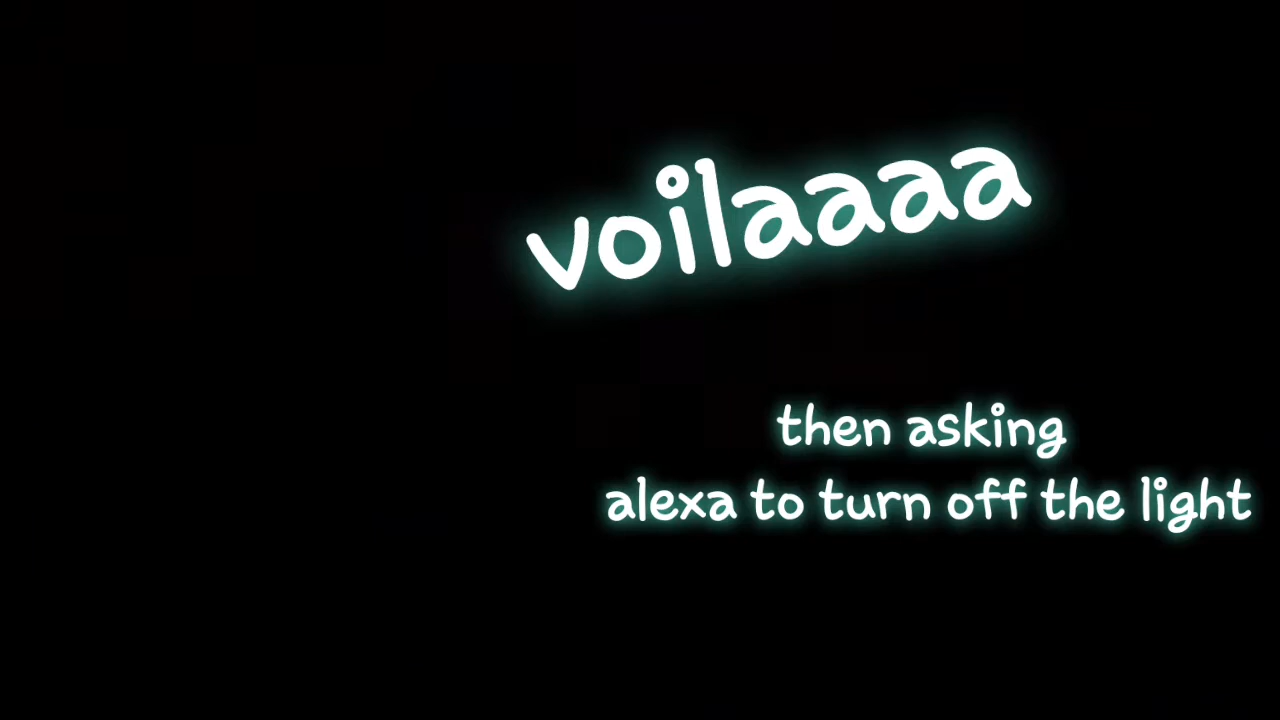 voilaaaa
then asking
alexa to turn off the light